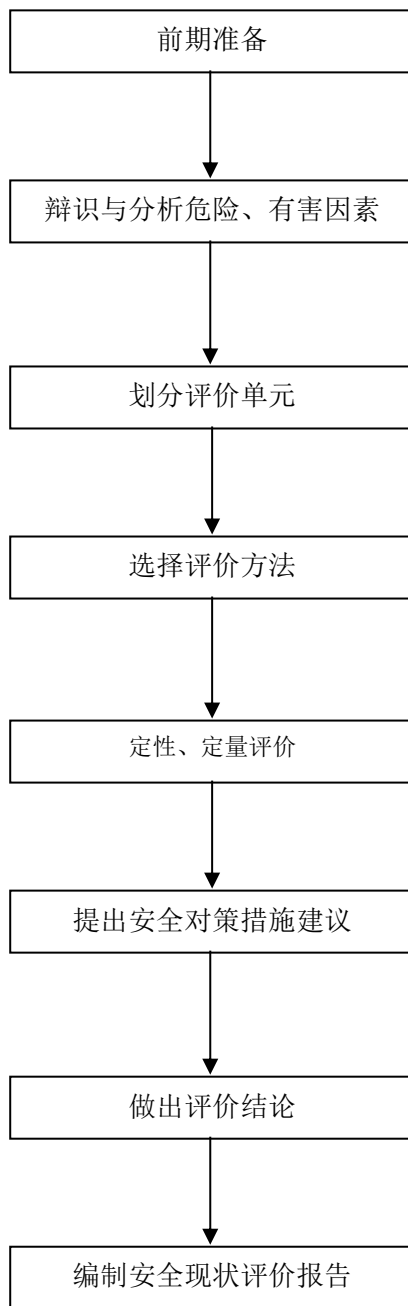 前期准备
辩识与分析危险、有害因素
划分评价单元
选择评价方法
定性、定量评价
提出安全对策措施建议
做出评价结论
编制安全现状评价报告